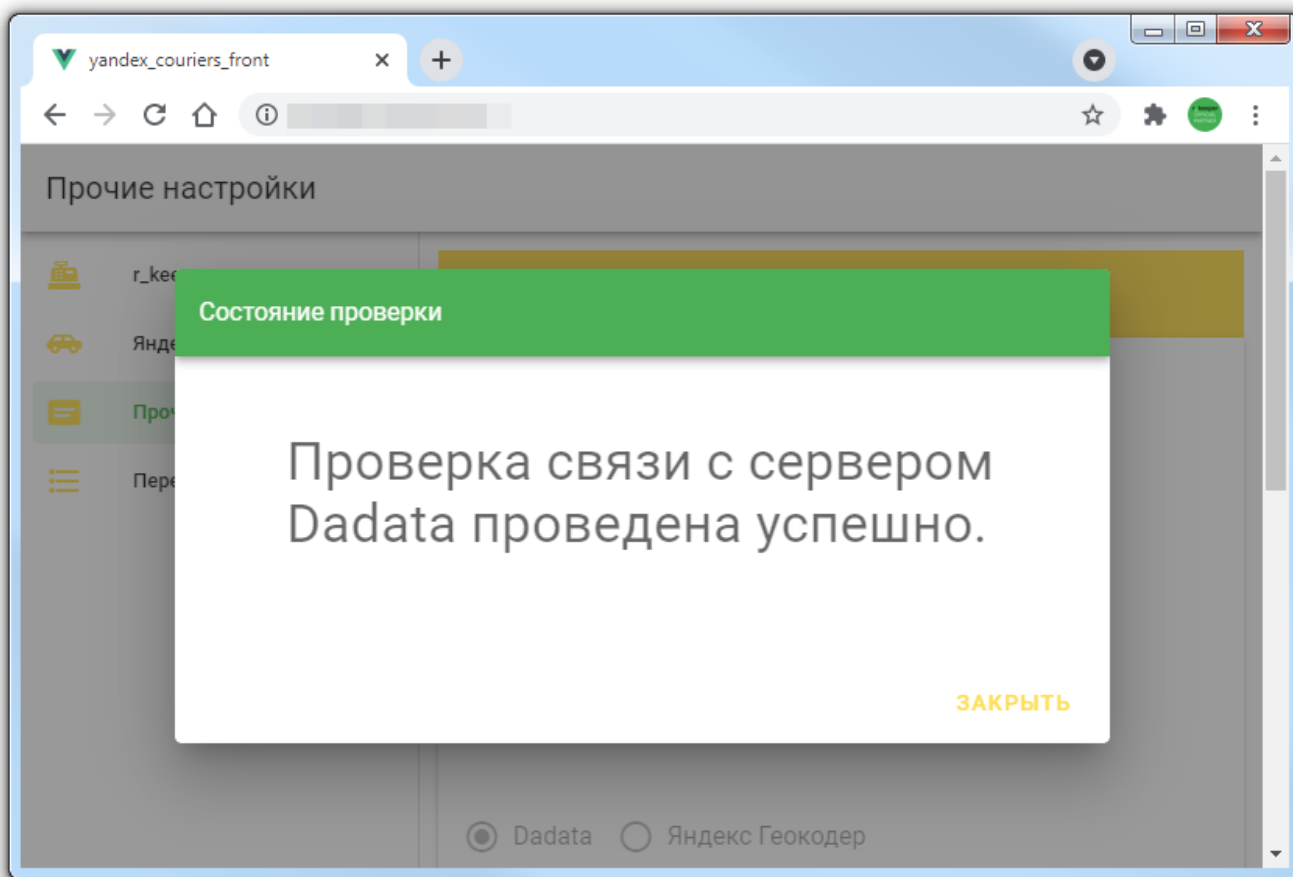 yandex_couriers_front
Прочие настройки
Состояние проверки
Проверка связи с сервером
Dadata проведена успешно.
ЗАКРЫТЬ
Dadata
Яндекс Геокодер